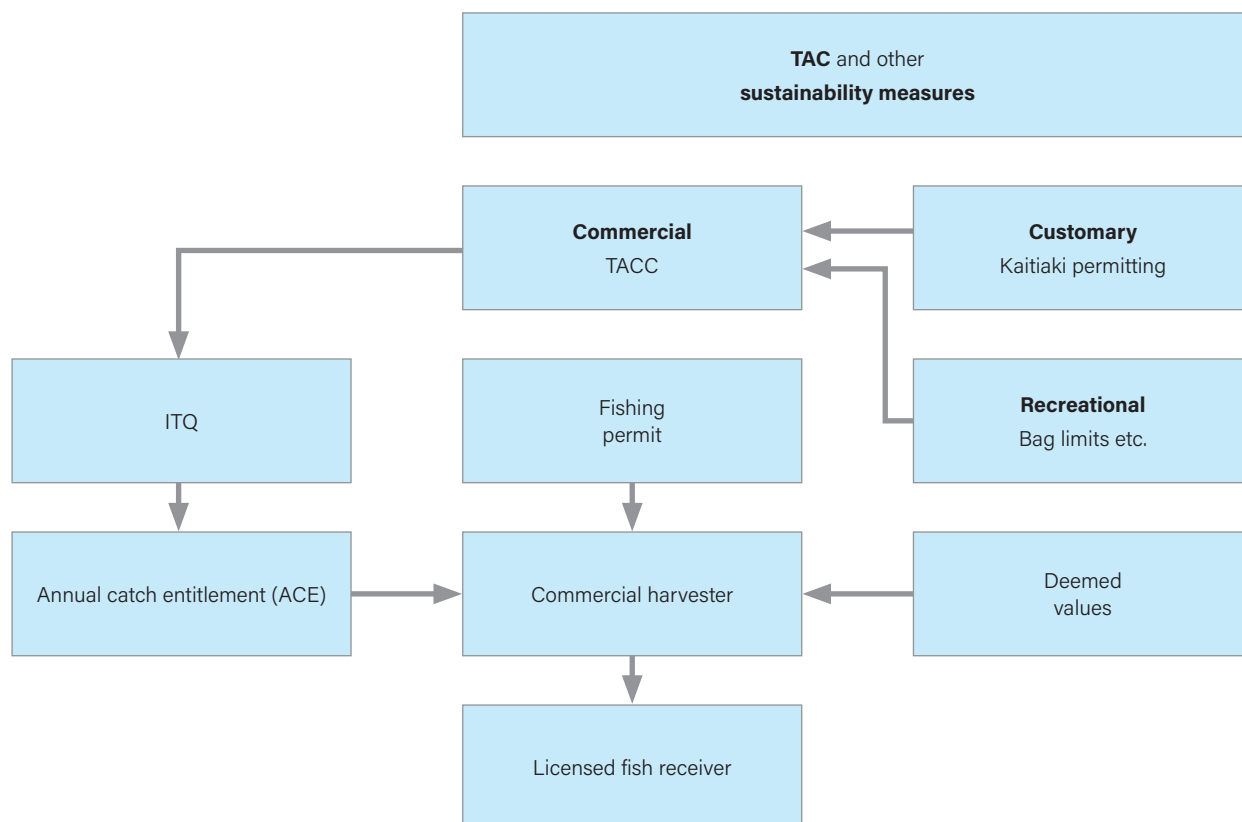 TAC and other
sustainability measures
Commercial
TACC
Customary
Kaitiaki permitting
ITQ
Fishing
permit
Recreational
Bag limits etc.
Annual catch entitlement (ACE)
Commercial harvester
Deemed
values
Licensed fish receiver